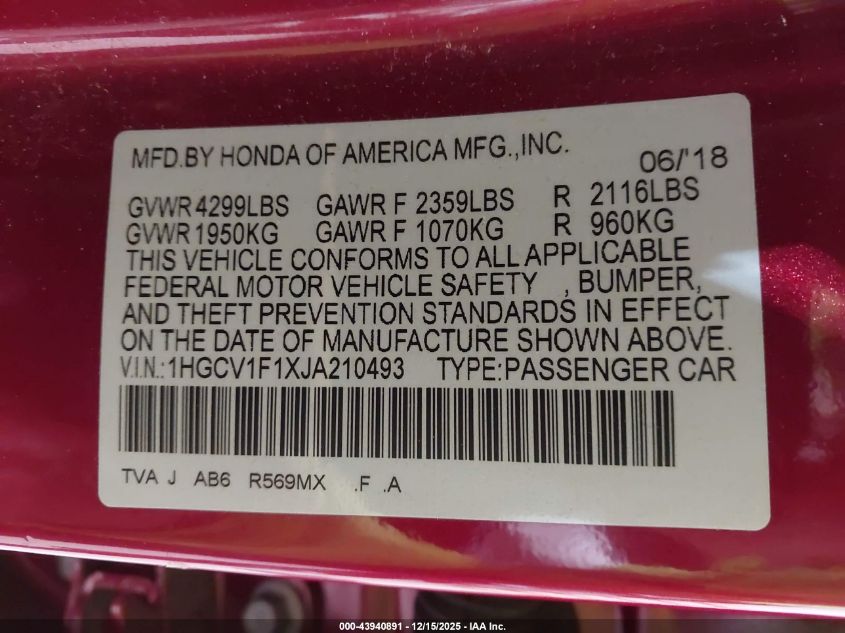 MFD.BY HONDA OF AMERICA MFG.,INC. 06/'18
GVWR 4299LBS GAWR F 2359LBS R 2116LBS
GVWR 1950KG GAWR F 1070KG R 960KG
THIS VEHICLE CONFORMS TO ALL APPLICABLE
FEDERAL MOTOR VEHICLE SAFETY , BUMPER,
AND THEFT PREVENTION STANDARDS IN EFFECT
ON THE DATE OF MANUFACTURE SHOWN ABOVE.
V.I.N.:1HGCV1F1XJA210493 TYPE:PASSENGER CAR
TVA J AB6 R569MX .F .A
000-43940891 - 12/15/2025 - IAA Inc.